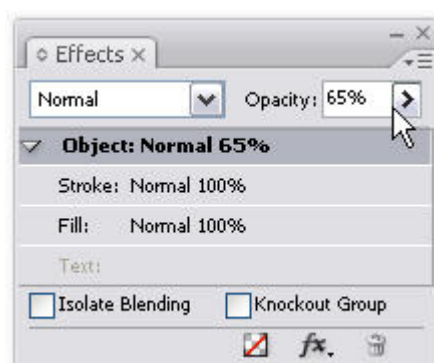 Effects
Normal Opacity: 65%
Object: Normal 65%
Stroke: Normal 100%
Fill: Normal 100%
Text:
Isolate Blending Knockout Group
fx.